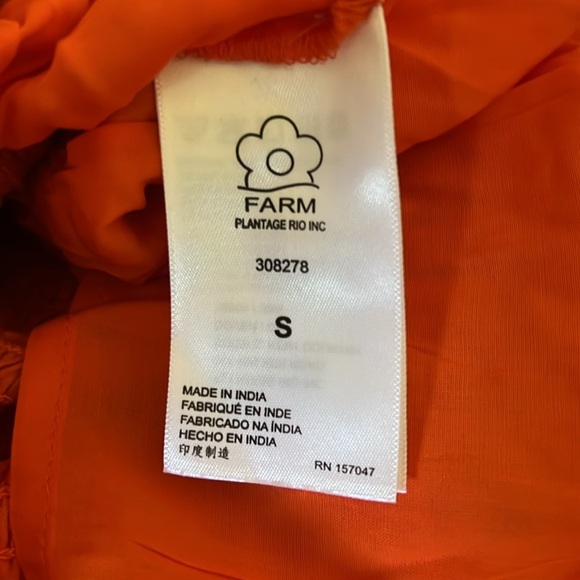 FARM
PLANTAGE RIO INC
308278
S
MADE IN INDIA
FABRIQUÉ EN INDE
FABRICADO NA ÍNDIA
HECHO EN INDIA
印度制造
RN 157047